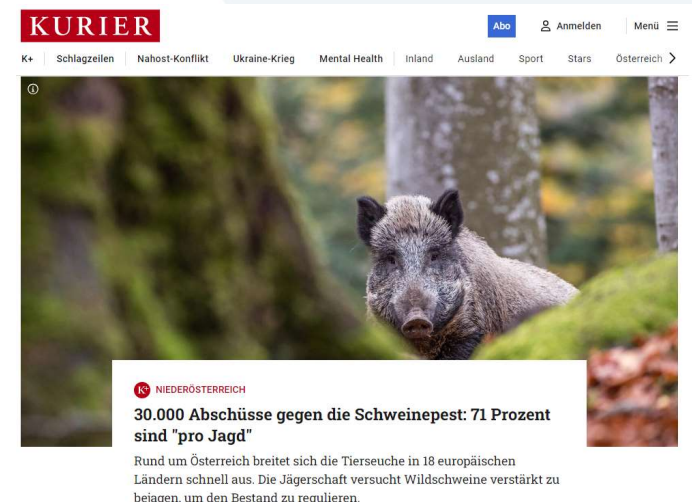 KURIER
Abo
Anmelden
Menü
K+ Schlagzeilen Nahost-Konflikt Ukraine-Krieg Mental Health Inland Ausland Sport Stars Österreich
K+ NIEDERÖSTERREICH
30.000 Abschüsse gegen die Schweinepest: 71 Prozent
sind "pro Jagd"
Rund um Österreich breitet sich die Tierseuche in 18 europäischen
Ländern schnell aus. Die Jägerschaft versucht Wildschweine verstärkt zu
bejagen, um den Bestand zu regulieren.